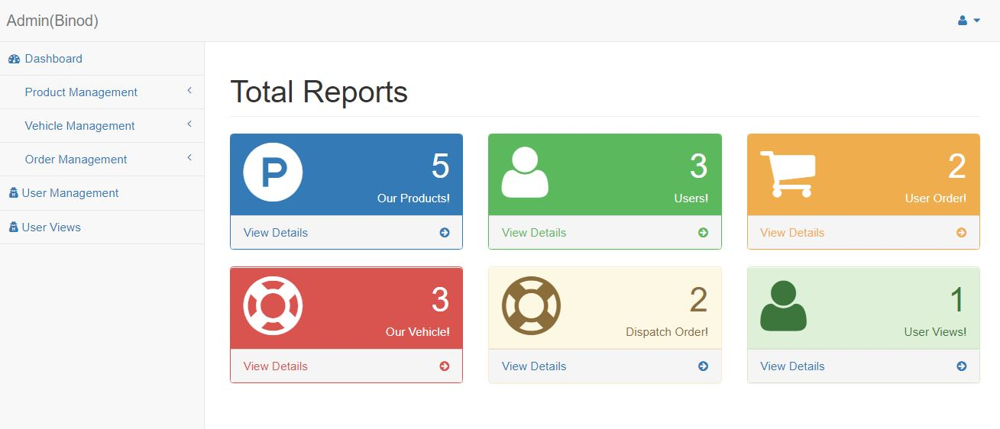 Admin(Binod)
Dashboard
Product Management
Vehicle Management
Order Management
User Management
User Views
Total Reports
P
5
Our Products!
View Details
3
Users!
View Details
2
User Order!
View Details
3
Our Vehicle!
View Details
2
Dispatch Order!
View Details
1
User Views!
View Details